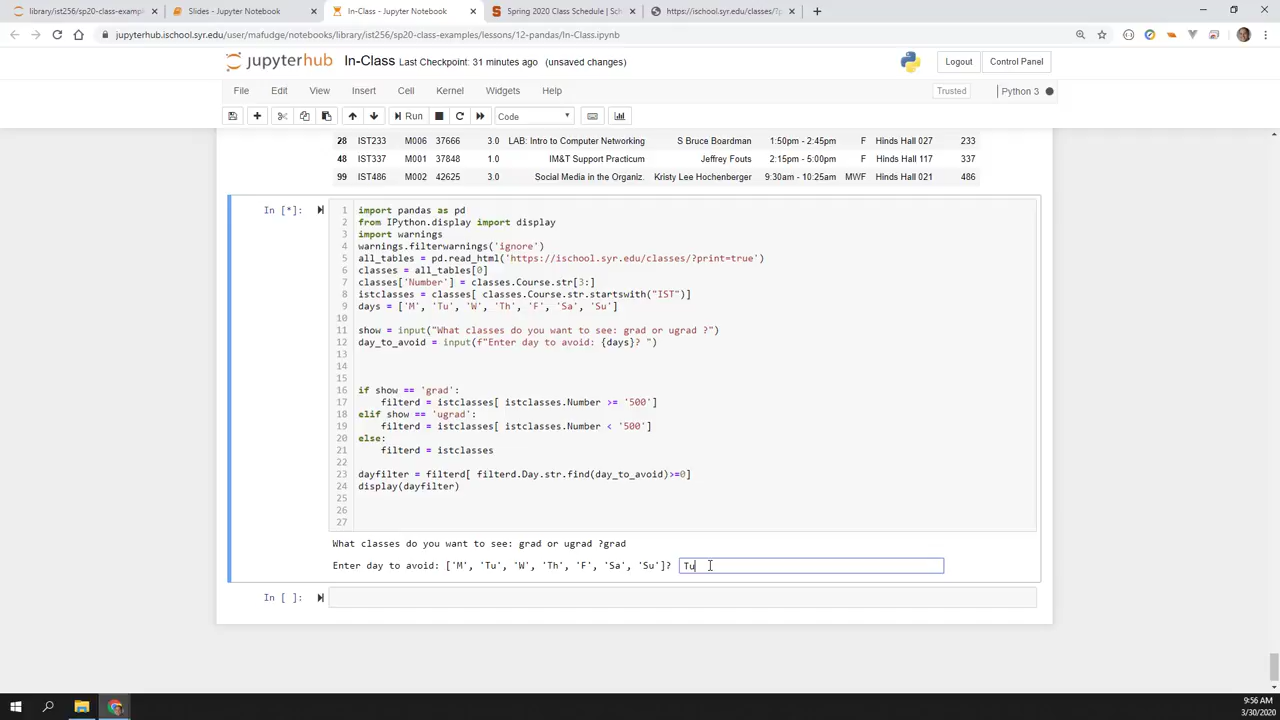 library/ist256/sp20-class-examp
Slides - Jupyter Notebook
In-Class - Jupyter Notebook
Spring 2020 Class Schedule | Sch
https://ischool.syr.edu/classes/?p
jupyterhub.ischool.syr.edu/user/mafudge/notebooks/library/ist256/sp20-class-examples/lessons/12-pandas/In-Class.ipynb
jupyterhub In-Class Last Checkpoint: 31 minutes ago (unsaved changes) Logout Control Panel
File Edit View Insert Cell Kernel Widgets Help Trusted Python 3
Run Code
28 IST233 M006 37666 3.0 LAB: Intro to Computer Networking S Bruce Boardman 1:50pm - 2:45pm F Hinds Hall 027 233
48 IST337 M001 37848 1.0 IM&T Support Practicum Jeffrey Fouts 2:15pm - 5:00pm F Hinds Hall 117 337
99 IST486 M002 42625 3.0 Social Media in the Organiz. Kristy Lee Hochenberger 9:30am - 10:25am MWF Hinds Hall 021 486
In [*]:
1 import pandas as pd
2 from IPython.display import display
3 import warnings
4 warnings.filterwarnings('ignore')
5 all_tables = pd.read_html('https://ischool.syr.edu/classes/?print=true')
6 classes = all_tables[0]
7 classes['Number'] = classes.Course.str[3:]
8 istclasses = classes[ classes.Course.str.startswith("IST")]
9 days = ['M', 'Tu', 'W', 'Th', 'F', 'Sa', 'Su']
10
11 show = input("What classes do you want to see: grad or ugrad ?")
12 day_to_avoid = input(f"Enter day to avoid: {days}? ")
13
14
15
16 if show == 'grad':
17 filterd = istclasses[ istclasses.Number >= '500']
18 elif show == 'ugrad':
19 filterd = istclasses[ istclasses.Number < '500']
20 else:
21 filterd = istclasses
22
23 dayfilter = filterd[ filterd.Day.str.find(day_to_avoid)>=0]
24 display(dayfilter)
25
26
27
What classes do you want to see: grad or ugrad ?grad
Enter day to avoid: ['M', 'Tu', 'W', 'Th', 'F', 'Sa', 'Su']? Tu
In [ ]:
9:56 AM
3/30/2020